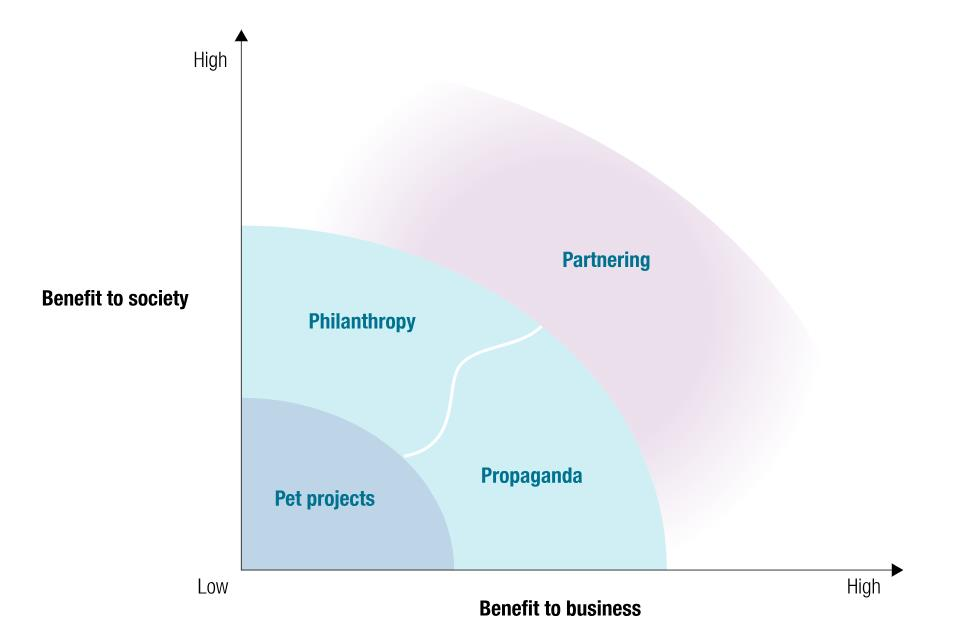 High
Partnering
Benefit to society
Philanthropy
Propaganda
Pet projects
Low
High
Benefit to business